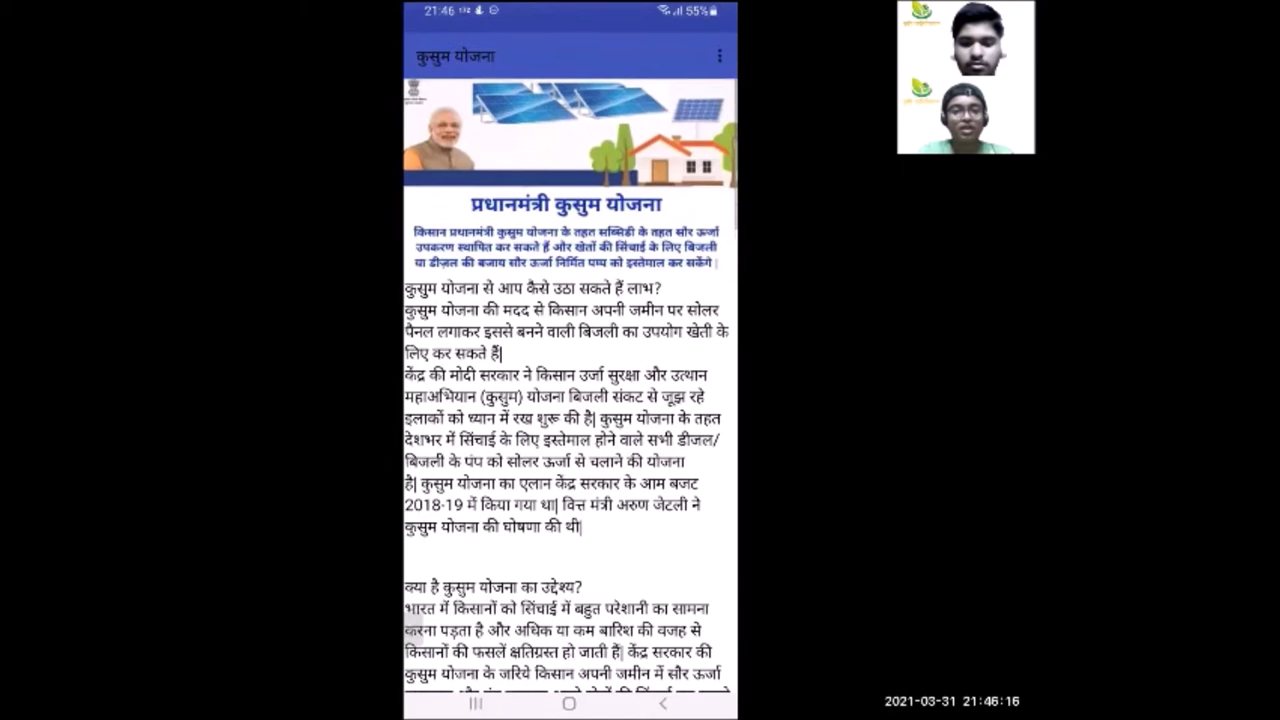 21:46
55%
कुसुम योजना
प्रधानमंत्री कुसुम योजना
किसान प्रधानमंत्री कुसुम योजना के तहत सब्सिडी के तहत सौर ऊर्जा
उपकरण स्थापित कर सकते हैं और खेतों की सिंचाई के लिए बिजली
या डीज़ल की बजाय सौर ऊर्जा निर्मित पम्प को इस्तेमाल कर सकेंगे |
कुसुम योजना से आप कैसे उठा सकते हैं लाभ?
कुसुम योजना की मदद से किसान अपनी जमीन पर सोलर
पैनल लगाकर इससे बनने वाली बिजली का उपयोग खेती के
लिए कर सकते हैं|
केंद्र की मोदी सरकार ने किसान उर्जा सुरक्षा और उत्थान
महाअभियान (कुसुम) योजना बिजली संकट से जूझ रहे
इलाकों को ध्यान में रख शुरू की है| कुसुम योजना के तहत
देशभर में सिंचाई के लिए इस्तेमाल होने वाले सभी डीजल/
बिजली के पंप को सोलर ऊर्जा से चलाने की योजना
है| कुसुम योजना का एलान केंद्र सरकार के आम बजट
2018-19 में किया गया था| वित्त मंत्री अरुण जेटली ने
कुसुम योजना की घोषणा की थी|
क्या है कुसुम योजना का उद्देश्य?
भारत में किसानों को सिंचाई में बहुत परेशानी का सामना
करना पड़ता है और अधिक या कम बारिश की वजह से
किसानों की फसलें क्षतिग्रस्त हो जाती हैं| केंद्र सरकार की
कुसुम योजना के जरिये किसान अपनी जमीन में सौर ऊर्जा
2021-03-31 21:46:16